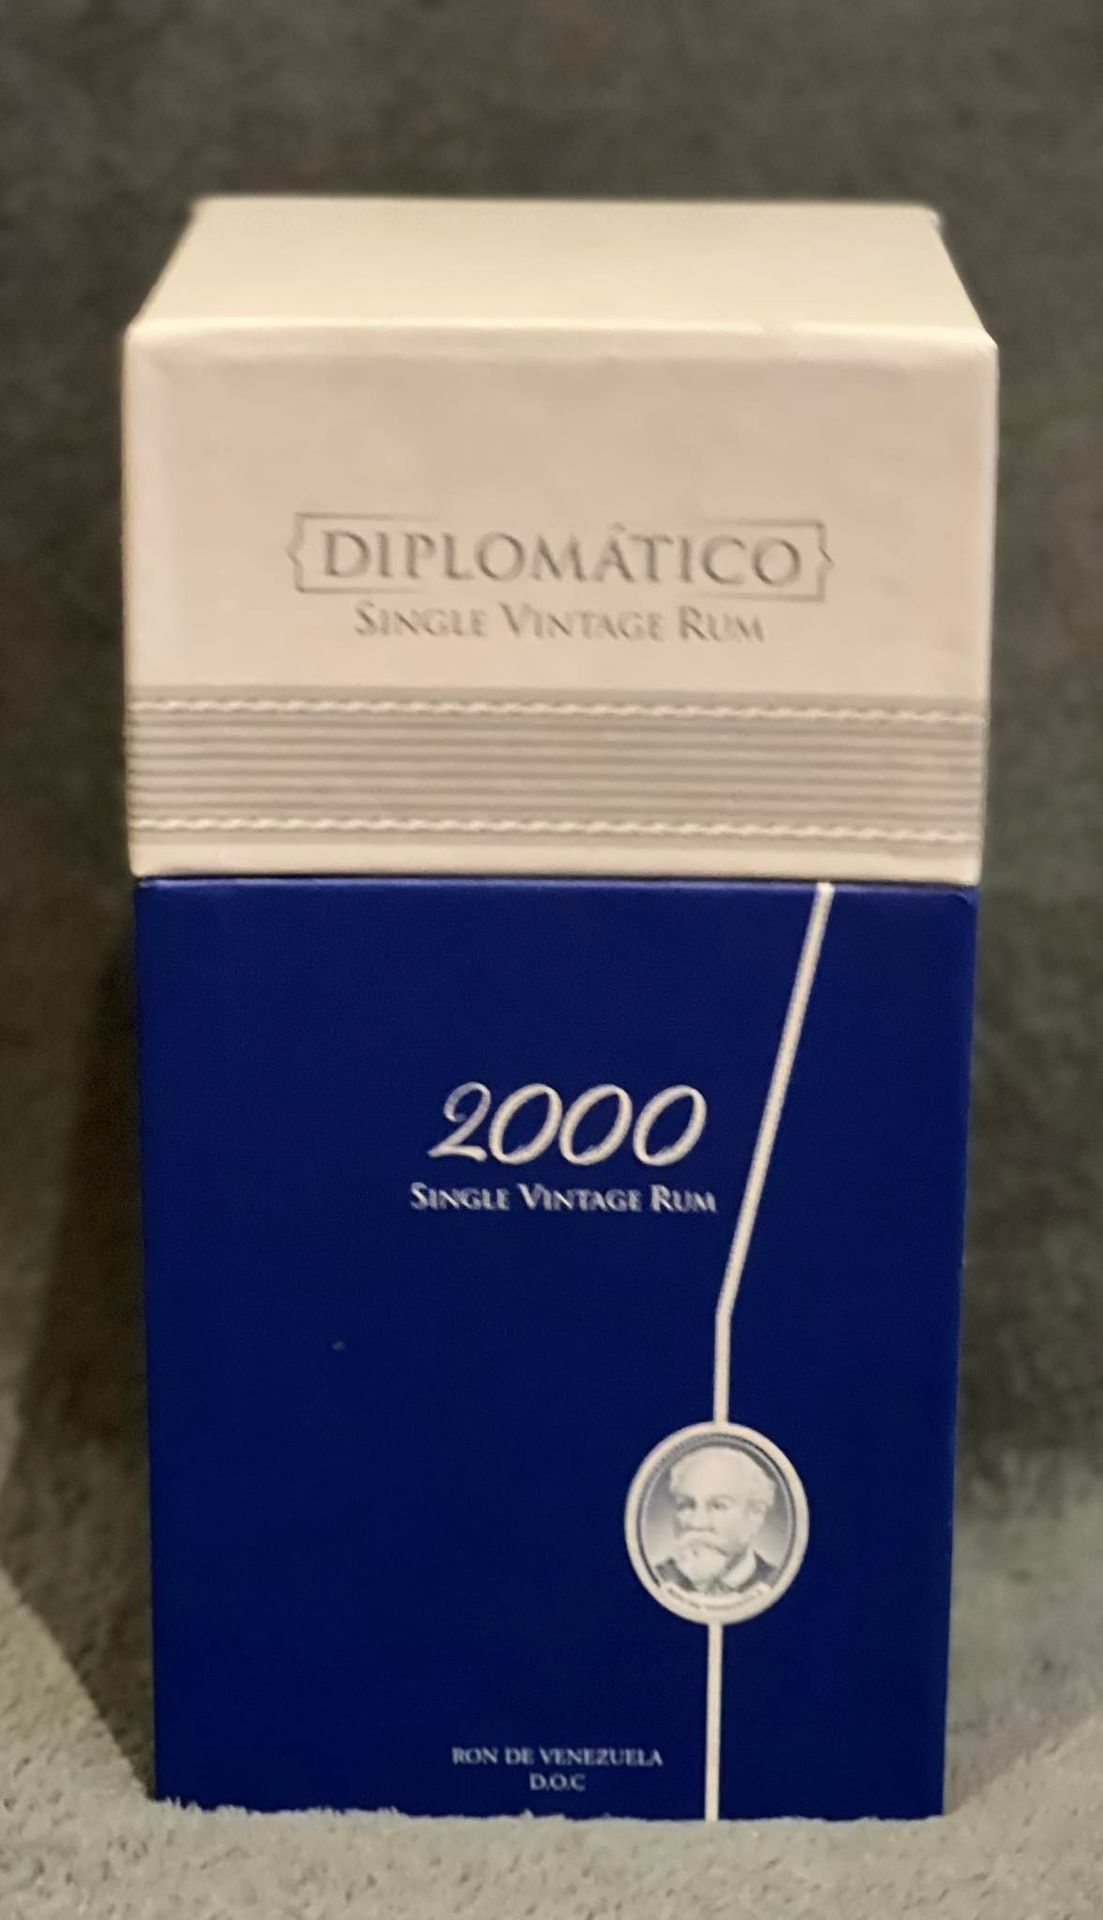 DIPLOMÁTICO
SINGLE VINTAGE RUM
2000
SINGLE VINTAGE RUM
RON DE VENEZUELA
D.O.C